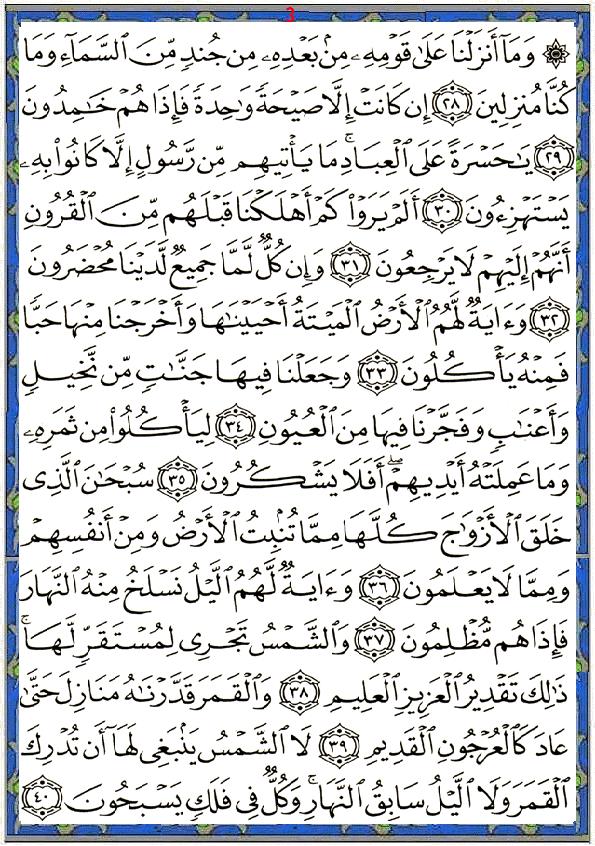 3
۞ وَمَآ أَنزَلْنَا عَلَىٰ قَوْمِهِۦ مِنۢ بَعْدِهِۦ مِن جُندٍ مِّنَ ٱلسَّمَآءِ وَمَا
كُنَّا مُنزِلِينَ ﴿٢٨﴾ إِن كَانَتْ إِلَّا صَيْحَةً وَٰحِدَةً فَإِذَا هُمْ خَٰمِدُونَ
﴿٢٩﴾ يَٰحَسْرَةً عَلَى ٱلْعِبَادِ ۚ مَا يَأْتِيهِم مِّن رَّسُولٍ إِلَّا كَانُوا۟ بِهِۦ
يَسْتَهْزِءُونَ ﴿٣٠﴾ أَلَمْ يَرَوْا۟ كَمْ أَهْلَكْنَا قَبْلَهُم مِّنَ ٱلْقُرُونِ
أَنَّهُمْ إِلَيْهِمْ لَا يَرْجِعُونَ ﴿٣١﴾ وَإِن كُلٌّ لَّمَّا جَمِيعٌ لَّدَيْنَا مُحْضَرُونَ
﴿٣٢﴾ وَءَايَةٌ لَّهُمُ ٱلْأَرْضُ ٱلْمَيْتَةُ أَحْيَيْنَٰهَا وَأَخْرَجْنَا مِنْهَا حَبًّا
فَمِنْهُ يَأْكُلُونَ ﴿٣٣﴾ وَجَعَلْنَا فِيهَا جَنَّٰتٍ مِّن نَّخِيلٍ
وَأَعْنَٰبٍ وَفَجَّرْنَا فِيهَا مِنَ ٱلْعُيُونِ ﴿٣٤﴾ لِيَأْكُلُوا۟ مِن ثَمَرِهِۦ
وَمَا عَمِلَتْهُ أَيْدِيهِمْ ۖ أَفَلَا يَشْكُرُونَ ﴿٣٥﴾ سُبْحَٰنَ ٱلَّذِى
خَلَقَ ٱلْأَزْوَٰجَ كُلَّهَا مِمَّا تُنۢبِتُ ٱلْأَرْضُ وَمِنْ أَنفُسِهِمْ
وَمِمَّا لَا يَعْلَمُونَ ﴿٣٦﴾ وَءَايَةٌ لَّهُمُ ٱلَّيْلُ نَسْلَخُ مِنْهُ ٱلنَّهَارَ
فَإِذَا هُم مُّظْلِمُونَ ﴿٣٧﴾ وَٱلشَّمْسُ تَجْرِى لِمُسْتَقَرٍّ لَّهَا ۚ
ذَٰلِكَ تَقْدِيرُ ٱلْعَزِيزِ ٱلْعَلِيمِ ﴿٣٨﴾ وَٱلْقَمَرَ قَدَّرْنَٰهُ مَنَازِلَ حَتَّىٰ
عَادَ كَٱلْعُرْجُونِ ٱلْقَدِيمِ ﴿٣٩﴾ لَا ٱلشَّمْسُ يَنۢبَغِى لَهَآ أَن تُدْرِكَ
ٱلْقَمَرَ وَلَا ٱلَّيْلُ سَابِقُ ٱلنَّهَارِ ۚ وَكُلٌّ فِى فَلَكٍ يَسْبَحُونَ ﴿٤٠﴾